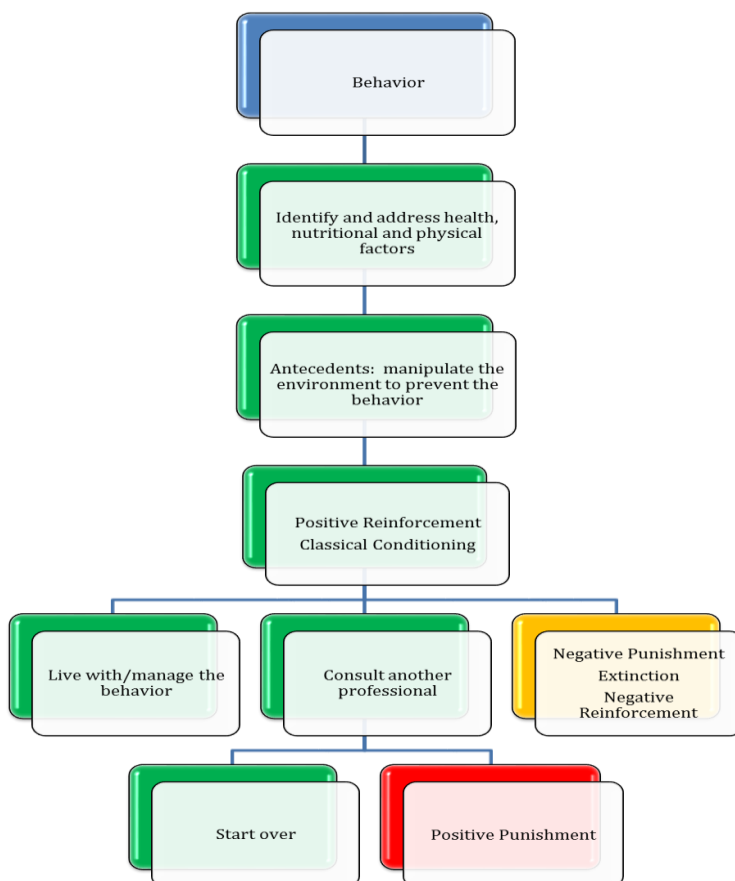 Behavior
Identify and address health,
nutritional and physical
factors
Antecedents:  manipulate the
environment to prevent the
behavior
Positive Reinforcement
Classical Conditioning
Live with/manage the
behavior
Consult another
professional
Negative Punishment
Extinction
Negative
Reinforcement
Start over
Positive Punishment